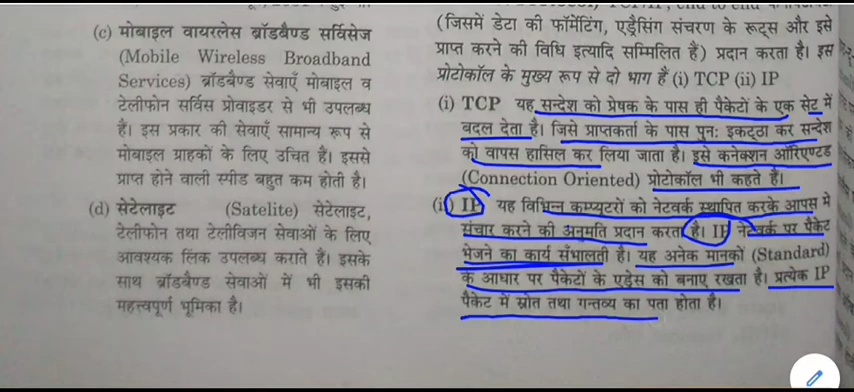 (c) मोबाइल वायरलेस ब्रॉडबैण्ड सर्विसेज
(Mobile Wireless Broadband
Services) ब्रॉडबैण्ड सेवाएँ मोबाइल व
टेलीफोन सर्विस प्रोवाइडर से भी उपलब्ध
हैं। इस प्रकार की सेवाएँ सामान्य रूप से
मोबाइल ग्राहकों के लिए उचित हैं। इससे
प्राप्त होने वाली स्पीड बहुत कम होती है।
(d) सेटेलाइट (Satelite) सेटेलाइट,
टेलीफोन तथा टेलीविजन सेवाओं के लिए
आवश्यक लिंक उपलब्ध कराते हैं। इसके
साथ ब्रॉडबैण्ड सेवाओं में भी इसकी
महत्त्वपूर्ण भूमिका है।
(जिसमें डेटा की फॉर्मेटिंग, एड्रैसिंग संचरण के रूट्स और इसे
प्राप्त करने की विधि इत्यादि सम्मिलित हैं) प्रदान करता है। इस
प्रोटोकॉल के मुख्य रूप से दो भाग हैं (i) TCP (ii) IP
(i) TCP यह सन्देश को प्रेषक के पास ही पैकेटों के एक सेट में
बदल देता है। जिसे प्राप्तकर्ता के पास पुनः इकट्ठा कर सन्देश
को वापस हासिल कर लिया जाता है। इसे कनेक्शन ऑरिएण्टड
(Connection Oriented) प्रोटोकॉल भी कहते हैं।
IP यह विभिन्न कम्प्यूटरों को नेटवर्क स्थापित करके आपस में
संचार करने की अनुमति प्रदान करता है। IP नेटवर्क पर पैकेट
भेजने का कार्य सँभालती है। यह अनेक मानकों (Standard)
के आधार पर पैकेटों के एड्रेस को बनाए रखता है। प्रत्येक IP
पैकेट में स्रोत तथा गन्तव्य का पता होता है।